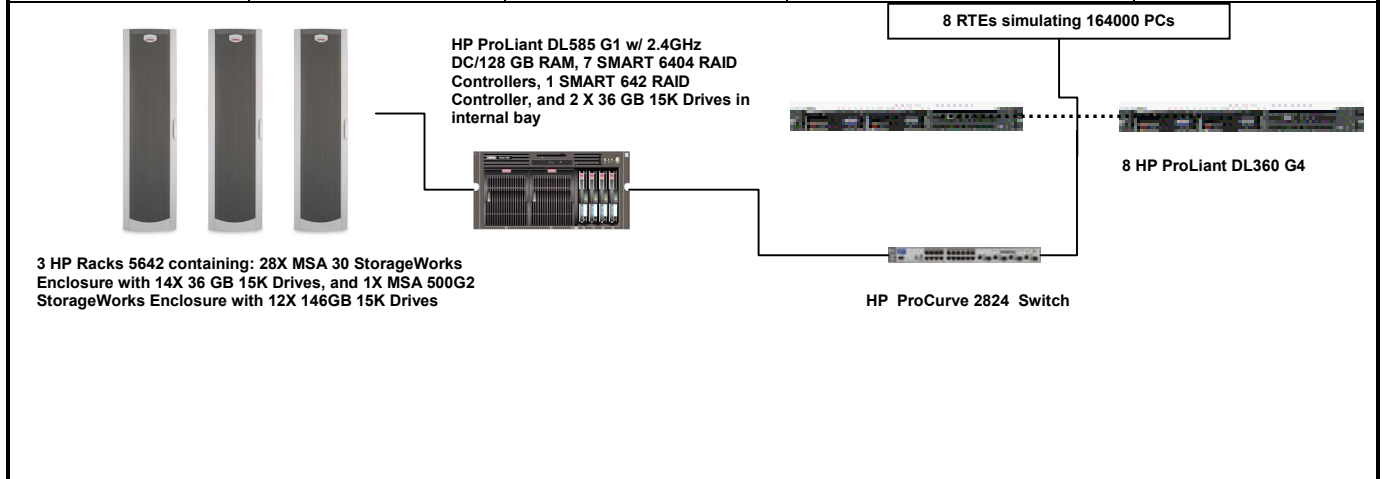 8 RTEs simulating 164000 PCs
HP ProLiant DL585 G1 w/ 2.4GHz
DC/128 GB RAM, 7 SMART 6404 RAID
Controllers, 1 SMART 642 RAID
Controller, and 2 X 36 GB 15K Drives in
internal bay
8 HP ProLiant DL360 G4
3 HP Racks 5642 containing: 28X MSA 30 StorageWorks
Enclosure with 14X 36 GB 15K Drives, and 1X MSA 500G2
StorageWorks Enclosure with 12X 146GB 15K Drives
HP ProCurve 2824 Switch